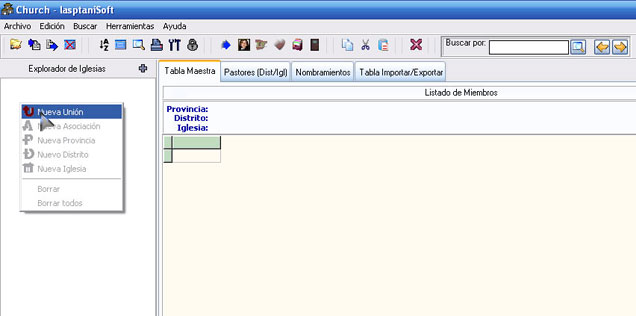 Church - IasptaniSoft
Archivo Edición Buscar Herramientas Ayuda
Buscar por:
Explorador de Iglesias
Tabla Maestra Pastores (Dist/Igl) Nombramientos Tabla Importar/Exportar
Listado de Miembros
Provincia:
Distrito:
Iglesia:
Nueva Unión
Nueva Asociación
Nueva Provincia
Nuevo Distrito
Nueva Iglesia
Borrar
Borrar todos